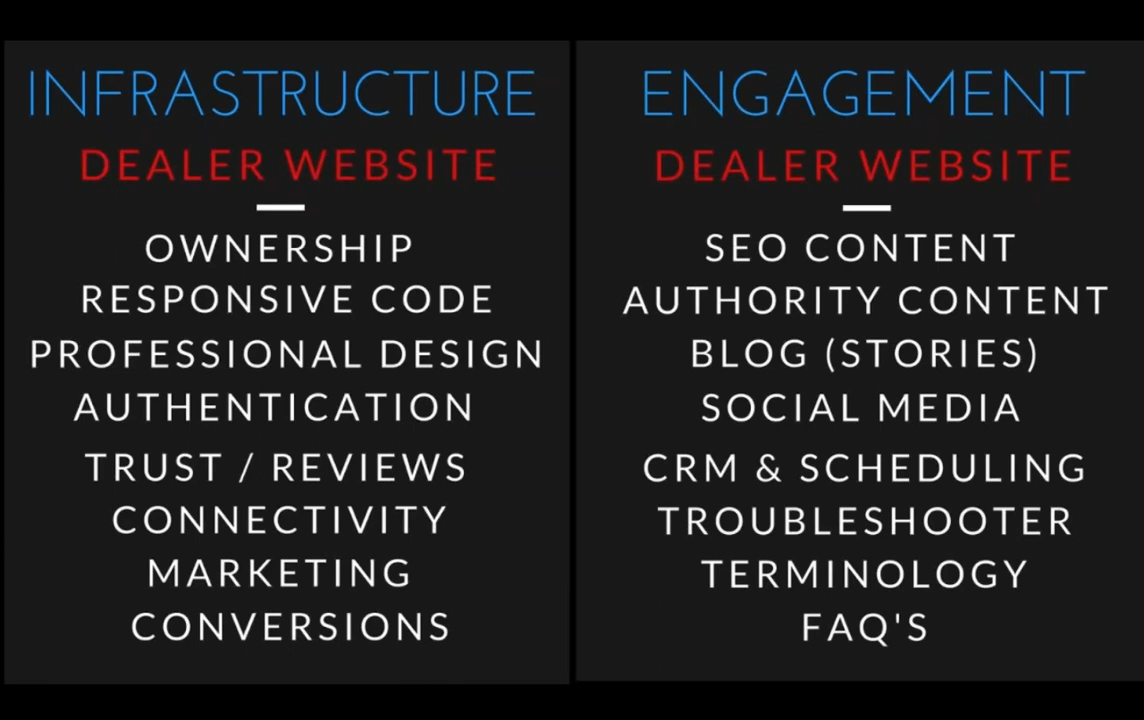 INFRASTRUCTURE
DEALER WEBSITE
OWNERSHIP
RESPONSIVE CODE
PROFESSIONAL DESIGN
AUTHENTICATION
TRUST / REVIEWS
CONNECTIVITY
MARKETING
CONVERSIONS
ENGAGEMENT
DEALER WEBSITE
SEO CONTENT
AUTHORITY CONTENT
BLOG (STORIES)
SOCIAL MEDIA
CRM & SCHEDULING
TROUBLESHOOTER
TERMINOLOGY
FAQ'S